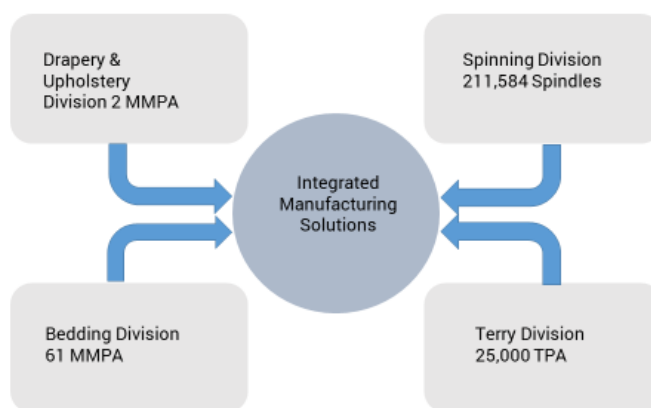 Drapery &
Upholstery
Division 2 MMPA
Spinning Division
211,584 Spindles
Integrated
Manufacturing
Solutions
Bedding Division
61 MMPA
Terry Division
25,000 TPA